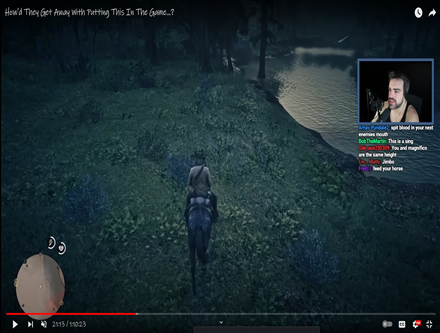 How'd They Get Away With Putting This In The Game...?
spit blood in your next
enemies mouth
BobTheMartin: This is a sing
You and magnifico
are the same height
Jimbo
feed your horse
21:13 / 1:10:23